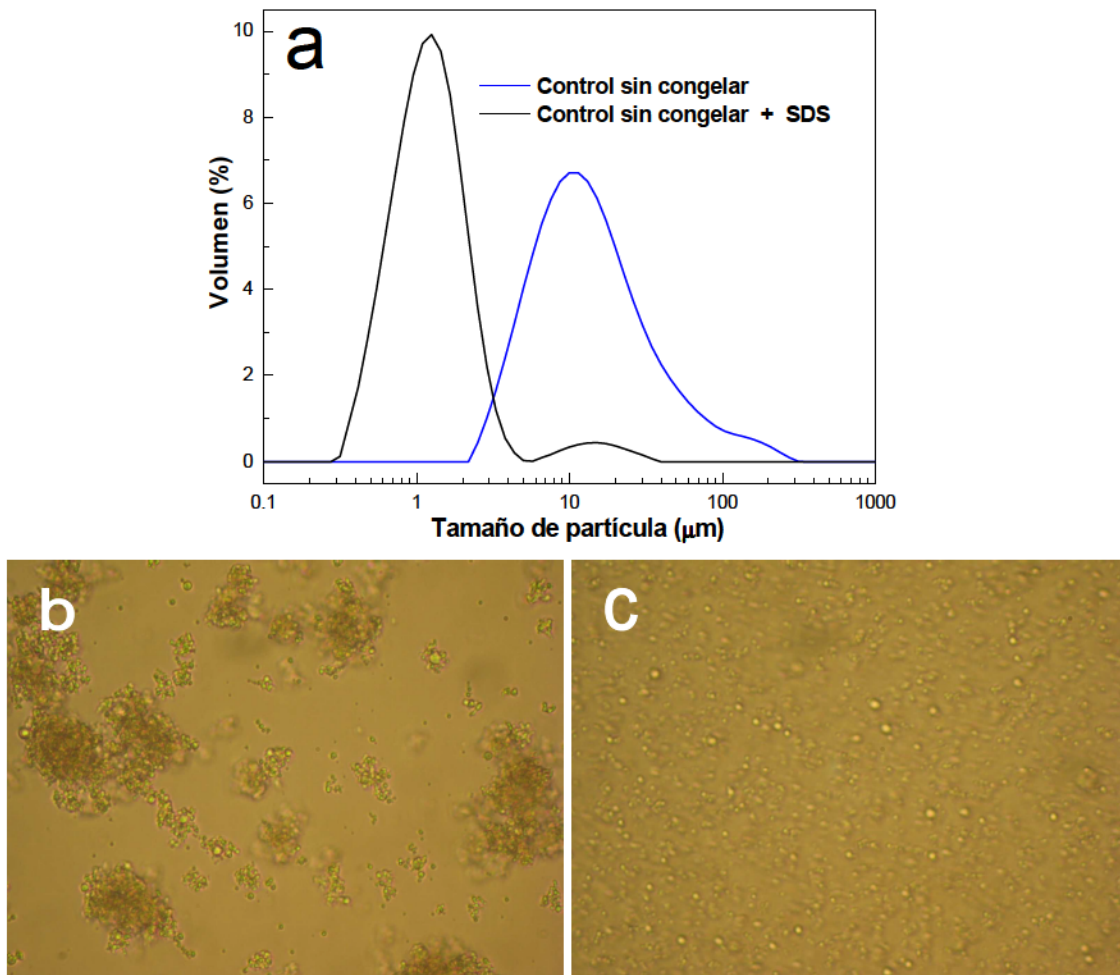 a
Control sin congelar
Control sin congelar + SDS
Volumen (%)
10
8
6
4
2
0
0.1 1 10 100 1000
Tamaño de partícula (μm)
b
c